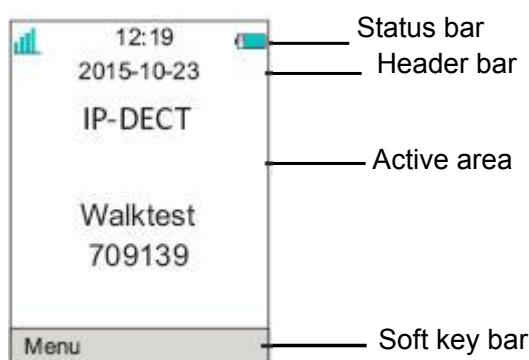 12:19
Status bar
2015-10-23
Header bar
IP-DECT
Active area
Walktest
709139
Menu
Soft key bar